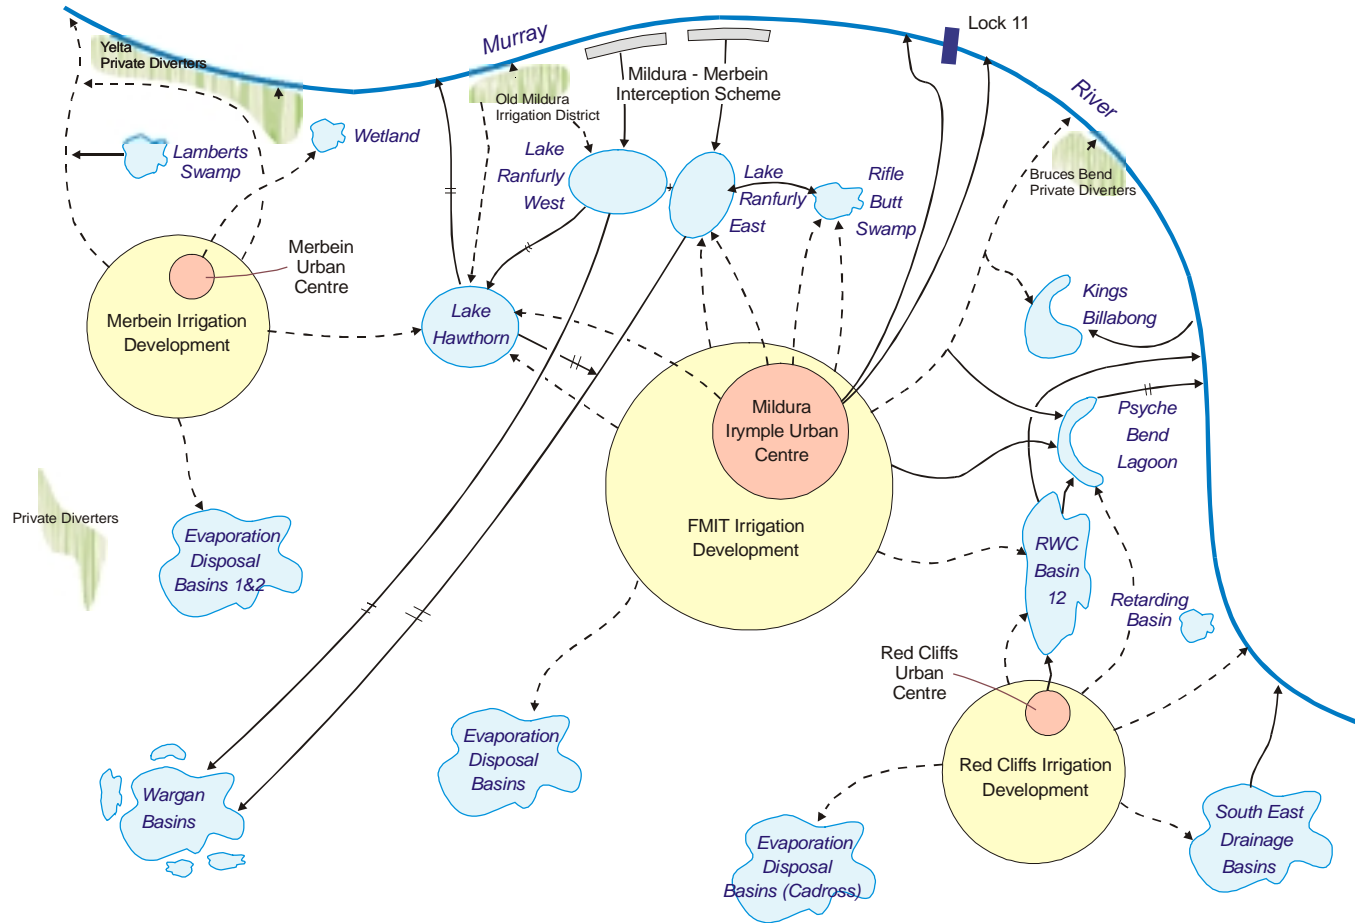 Lock 11
Murray
Yelta
Private Diverters
Mildura - Merbein
Interception Scheme
River
Old Mildura
Irrigation District
Wetland
Lamberts
Swamp
Lake
Ranfurly
West
Lake
Ranfurly
East
Rifle
Butt
Swamp
Bruces Bend
Private Diverters
Merbein
Urban
Centre
Kings
Billabong
Merbein Irrigation
Development
Lake
Hawthorn
Mildura
Irymple Urban
Centre
Psyche
Bend
Lagoon
Private Diverters
FMIT Irrigation
Development
Evaporation
Disposal
Basins 1&2
RWC
Basin
12
Retarding
Basin
Red Cliffs
Urban
Centre
Evaporation
Disposal
Basins
Red Cliffs Irrigation
Development
Wargan
Basins
South East
Drainage
Basins
Evaporation
Disposal
Basins (Cadross)